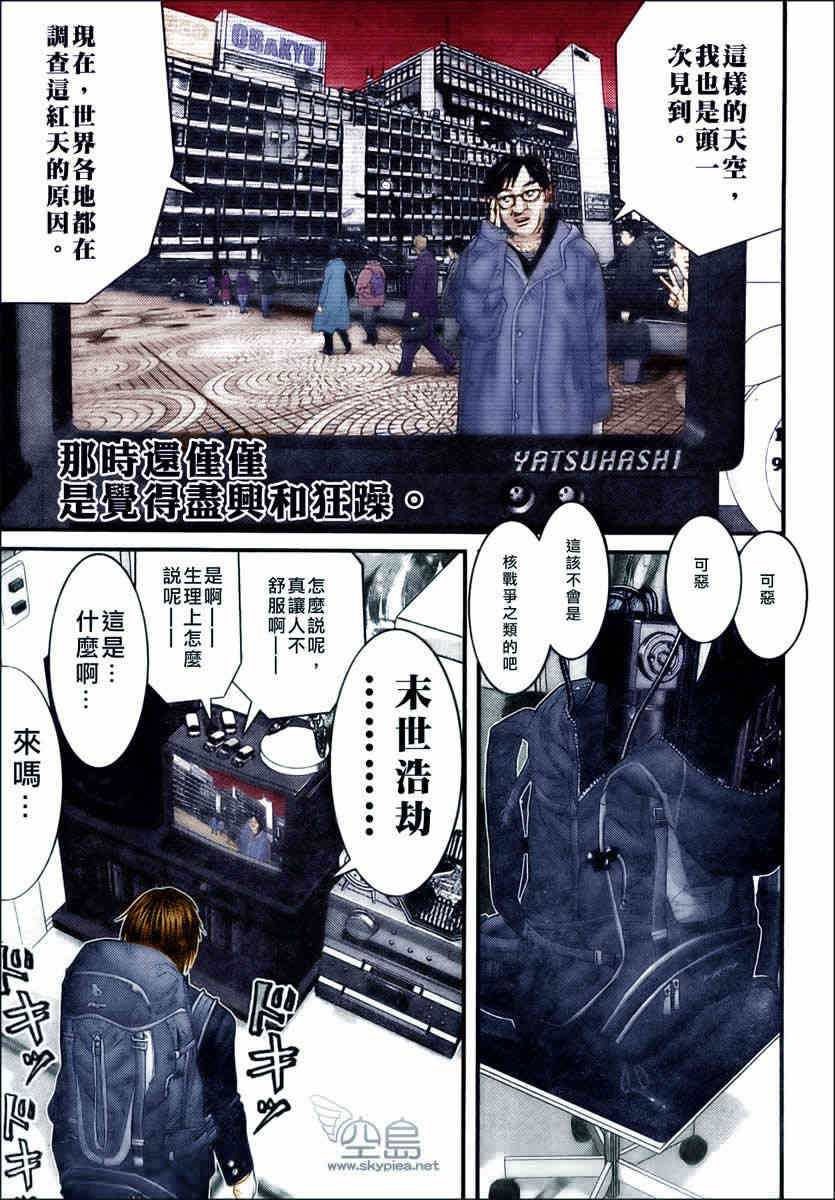 這樣的天空，
我也是頭一
次見到。
OBAKYU
現在，世界各地都在
調查這紅天的原因。
YATSUHASHI
那時還僅僅
是覺得盡興和狂躁。
可惡
可惡
這該不會是
核戰爭之類的吧
末世浩劫
………………
怎麼說呢，
真讓人不
舒服啊——
是啊——
生理上怎麼
說呢——
這是…
什麼啊…
來嗎…
ドキッ
ドキッ
ドキッ
空島
www.skypiea.net